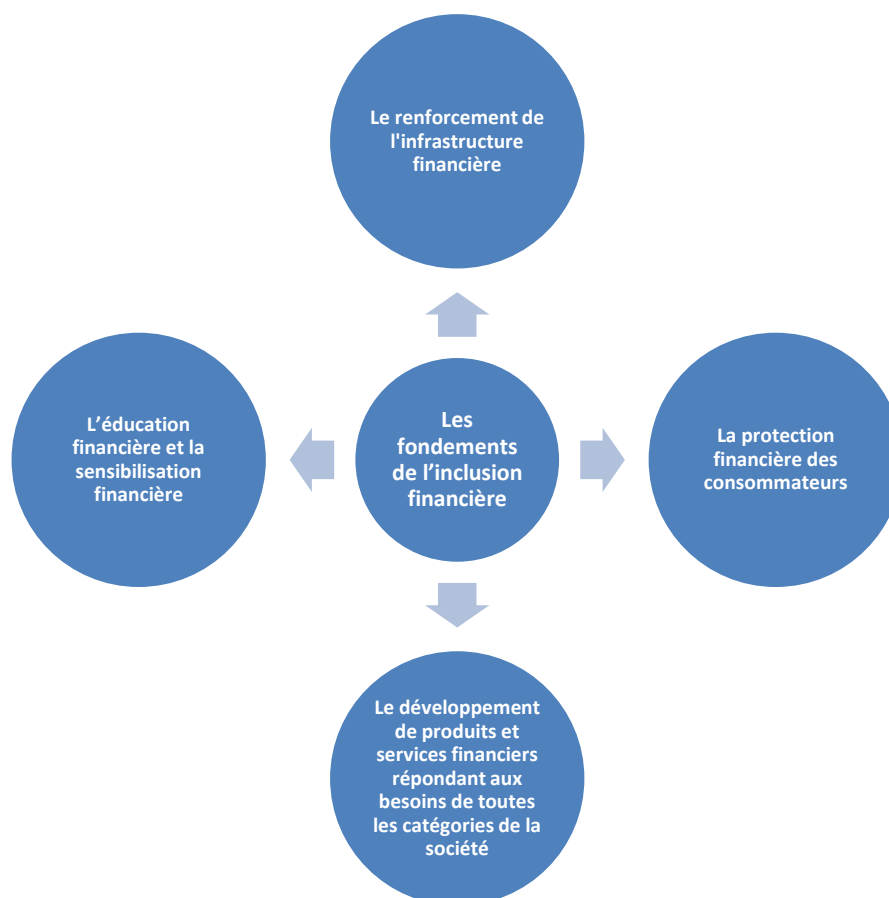 Le renforcement de
l'infrastructure
financière
L’éducation
financière et la
sensibilisation
financière
Les
fondements
de l’inclusion
financière
La protection
financière des
consommateurs
Le développement
de produits et
services financiers
répondant aux
besoins de toutes
les catégories de la
société